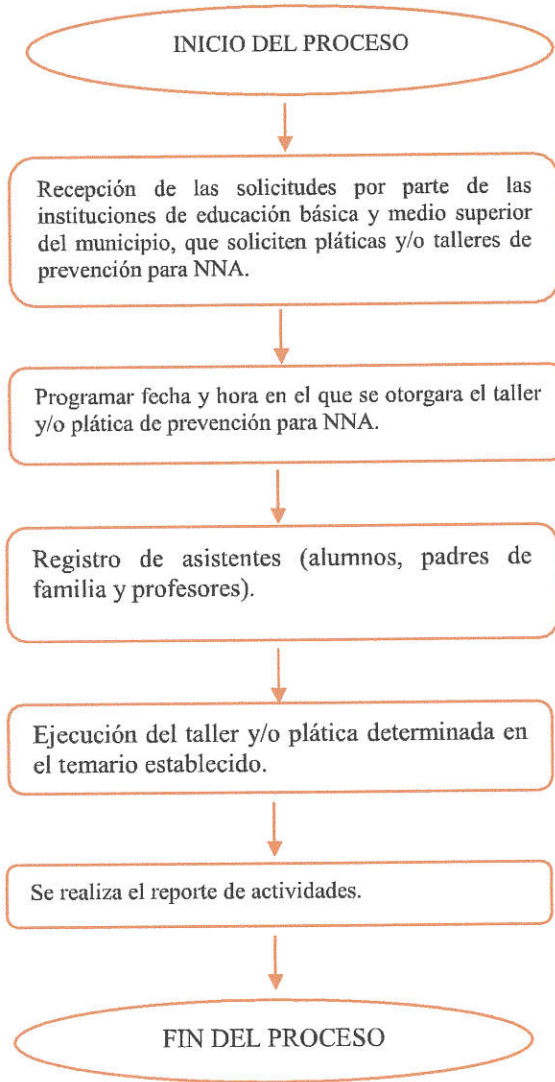 INICIO DEL PROCESO
Recepción de las solicitudes por parte de las
instituciones de educación básica y medio superior
del municipio, que soliciten pláticas y/o talleres de
prevención para NNA.
Programar fecha y hora en el que se otorgara el taller
y/o plática de prevención para NNA.
Registro de asistentes (alumnos, padres de
familia y profesores).
Ejecución del taller y/o plática determinada en
el temario establecido.
Se realiza el reporte de actividades.
FIN DEL PROCESO